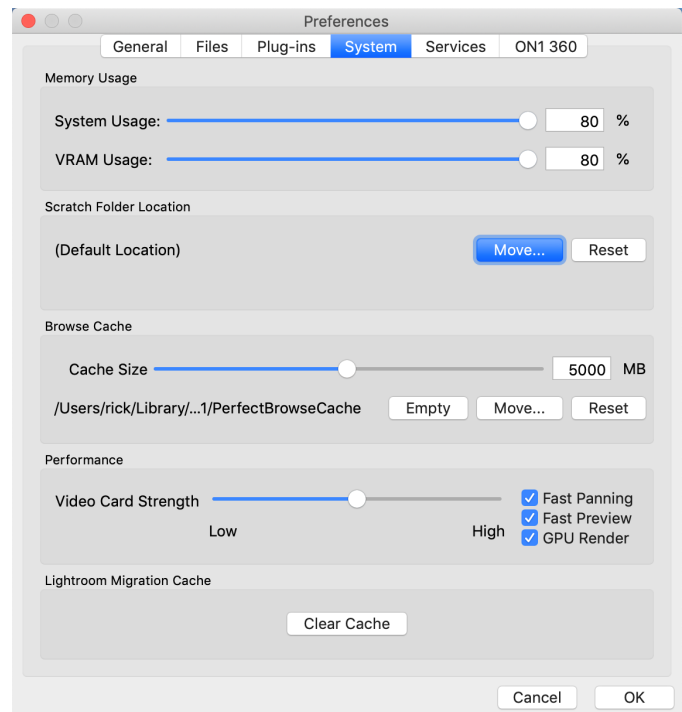 Preferences
General Files Plug-ins System Services ON1 360
Memory Usage
System Usage: 80 %
VRAM Usage: 80 %
Scratch Folder Location
(Default Location) Move... Reset
Browse Cache
Cache Size 5000 MB
/Users/rick/Library/...1/PerfectBrowseCache Empty Move... Reset
Performance
Video Card Strength Fast Panning
Fast Preview
Low High GPU Render
Lightroom Migration Cache
Clear Cache
Cancel OK